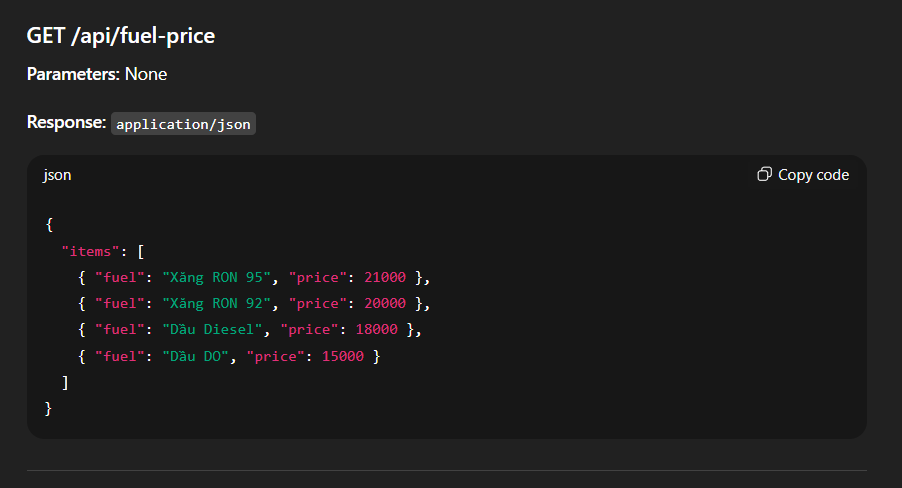 GET /api/fuel-price
Parameters: None
Response: application/json
json Copy code
{
"items": [
{ "fuel": "Xăng RON 95", "price": 21000 },
{ "fuel": "Xăng RON 92", "price": 20000 },
{ "fuel": "Dầu Diesel", "price": 18000 },
{ "fuel": "Dầu DO", "price": 15000 }
]
}